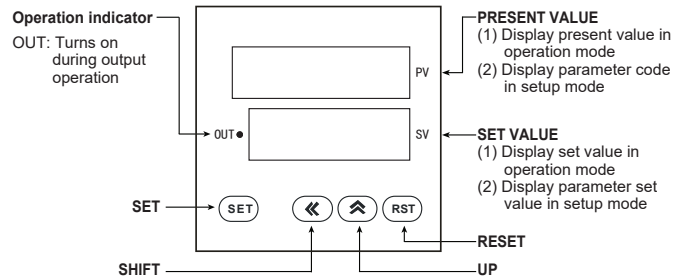 Operation indicator
OUT: Turns on
during output
operation
PRESENT VALUE
(1) Display present value in
operation mode
(2) Display parameter code
in setup mode
PV
OUT
SV
SET VALUE
(1) Display set value in
operation mode
(2) Display parameter set
value in setup mode
SET
SET
RST
RESET
SHIFT
UP